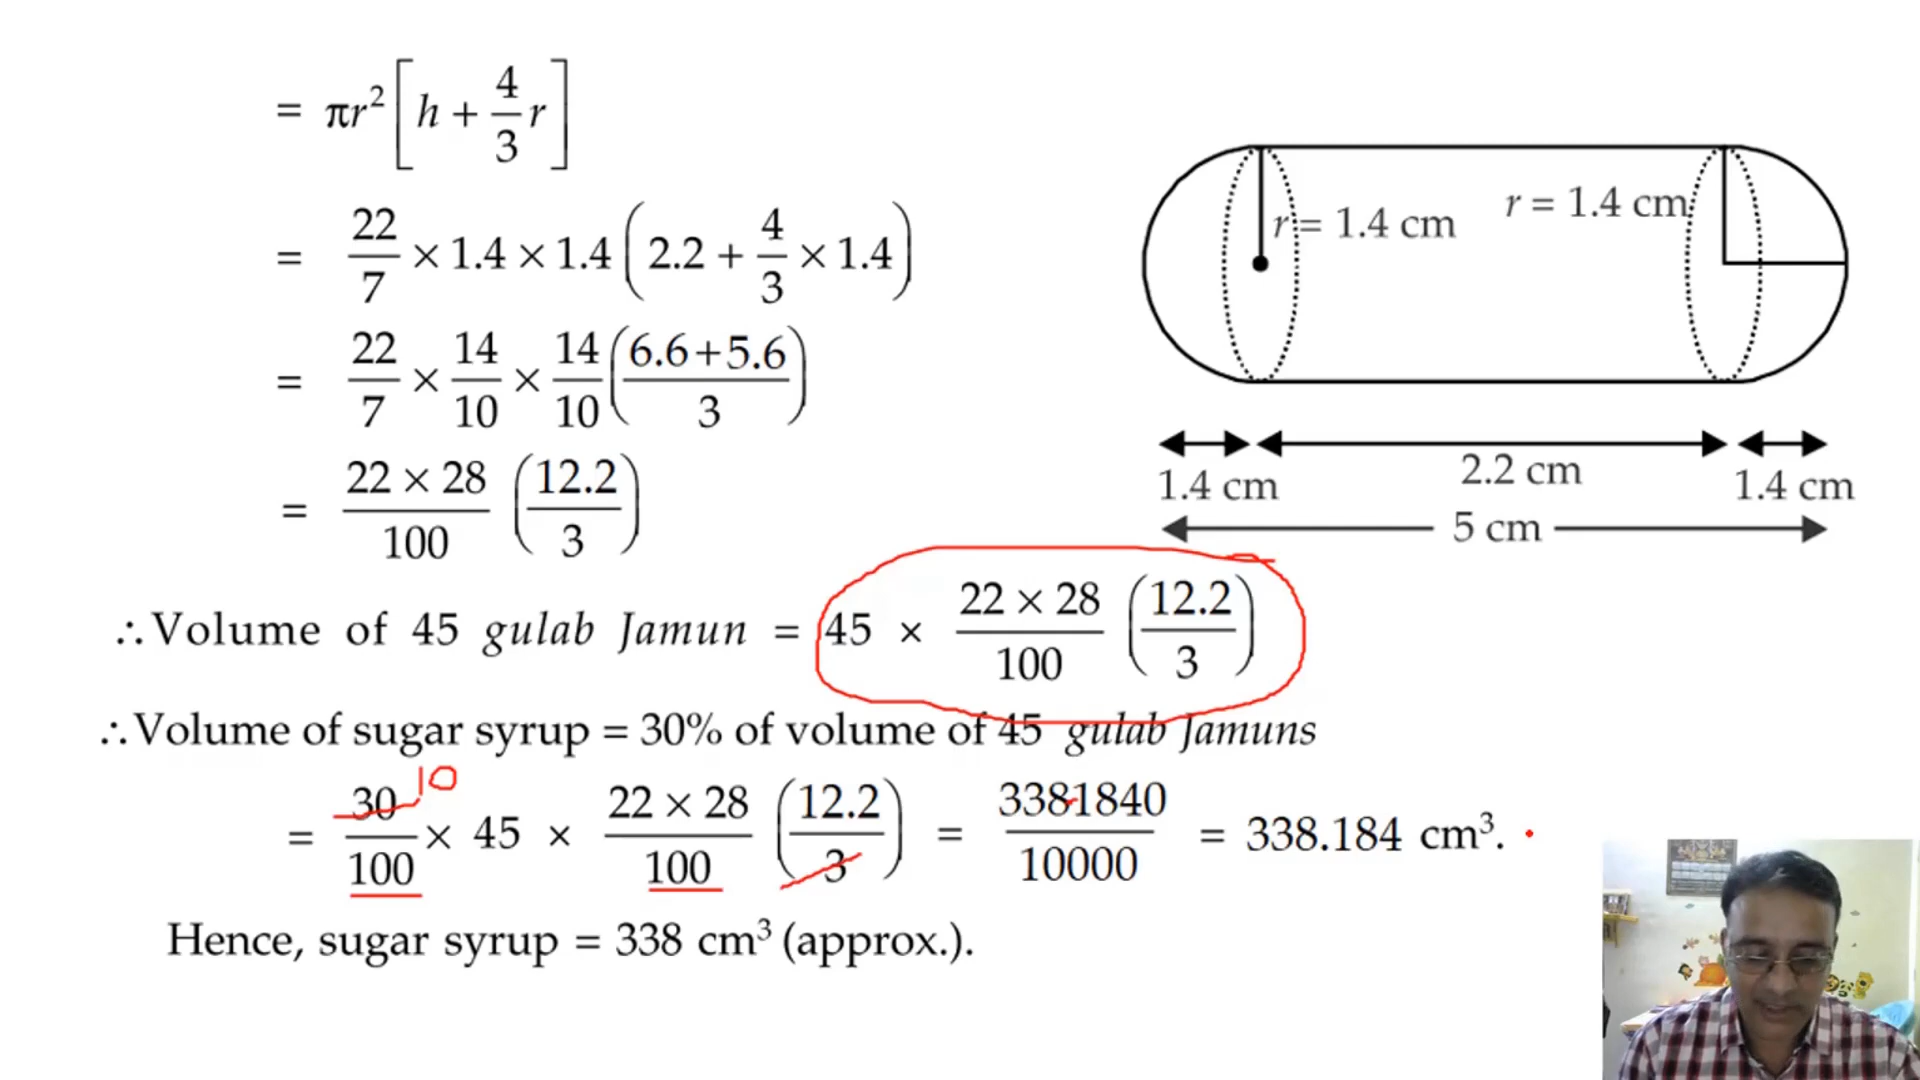 = πr²[h + 4/3 r]
= 22/7 × 1.4 × 1.4 (2.2 + 4/3 × 1.4)
= 22/7 × 14/10 × 14/10 ((6.6+5.6)/3)
= (22 × 28)/100 (12.2/3)
r = 1.4 cm
r = 1.4 cm
1.4 cm
2.2 cm
1.4 cm
5 cm
∴Volume of 45 gulab Jamun = 45 × (22 × 28)/100 (12.2/3)
∴Volume of sugar syrup = 30% of volume of 45 gulab Jamuns
10
= 30/100 × 45 × (22 × 28)/100 (12.2/3) = 3381840/10000 = 338.184 cm³.
Hence, sugar syrup = 338 cm³ (approx.).